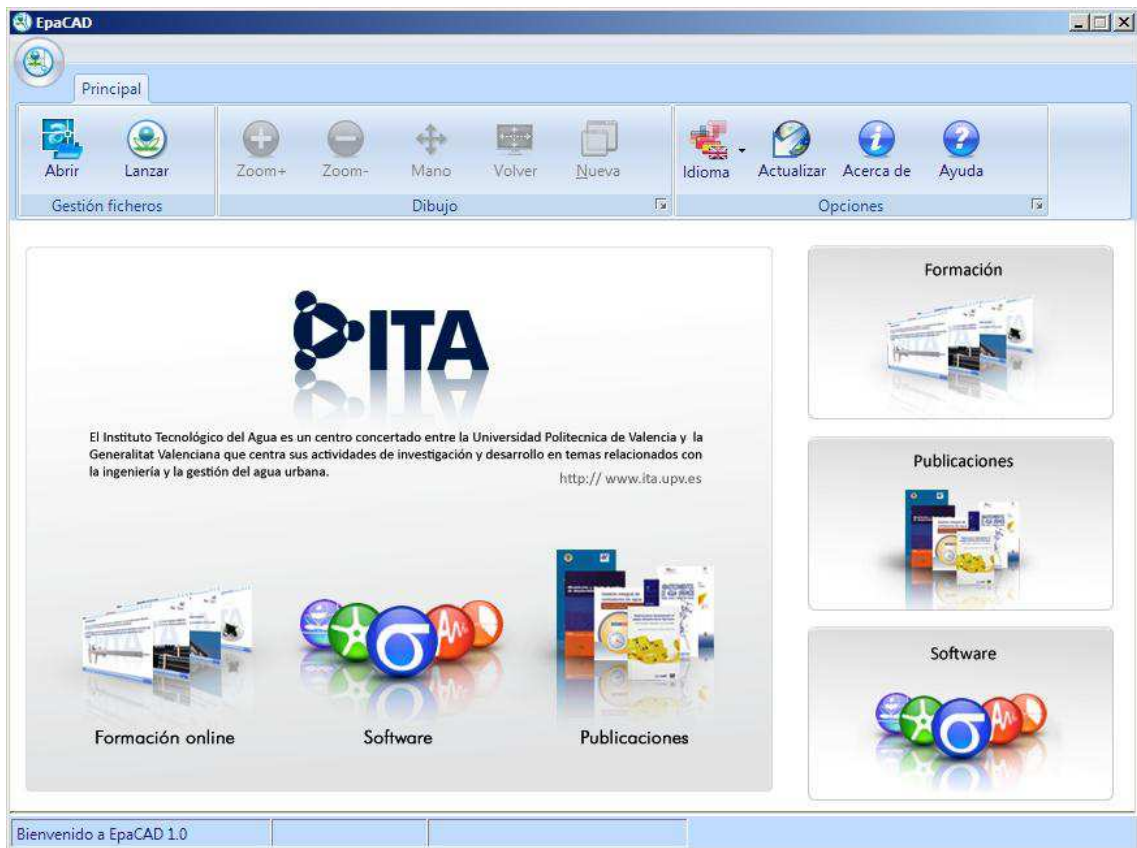 EpaCAD
Principal
Abrir
Lanzar
Zoom+
Zoom-
Mano
Volver
Nueva
Idioma
Actualizar
Acerca de
Ayuda
Gestión ficheros
Dibujo
Opciones
ITA
El Instituto Tecnológico del Agua es un centro concertado entre la Universidad Politecnica de Valencia y la
Generalitat Valenciana que centra sus actividades de investigación y desarrollo en temas relacionados con
la ingeniería y la gestión del agua urbana.
http:// www.ita.upv.es
Formación online
Software
Publicaciones
Formación
Publicaciones
Software
Bienvenido a EpaCAD 1.0